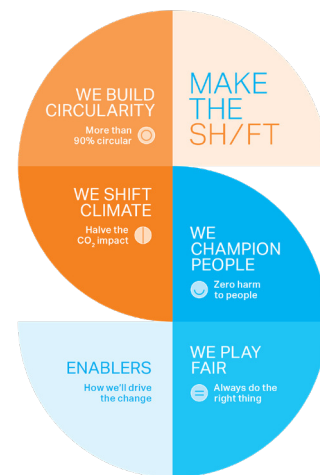 WE BUILD
CIRCULARITY
More than
90% circular
MAKE
THE
SH/FT
WE SHIFT
CLIMATE
Halve the
CO₂ impact
WE
CHAMPION
PEOPLE
Zero harm
to people
ENABLERS
How we'll drive
the change
WE PLAY
FAIR
Always do the
right thing